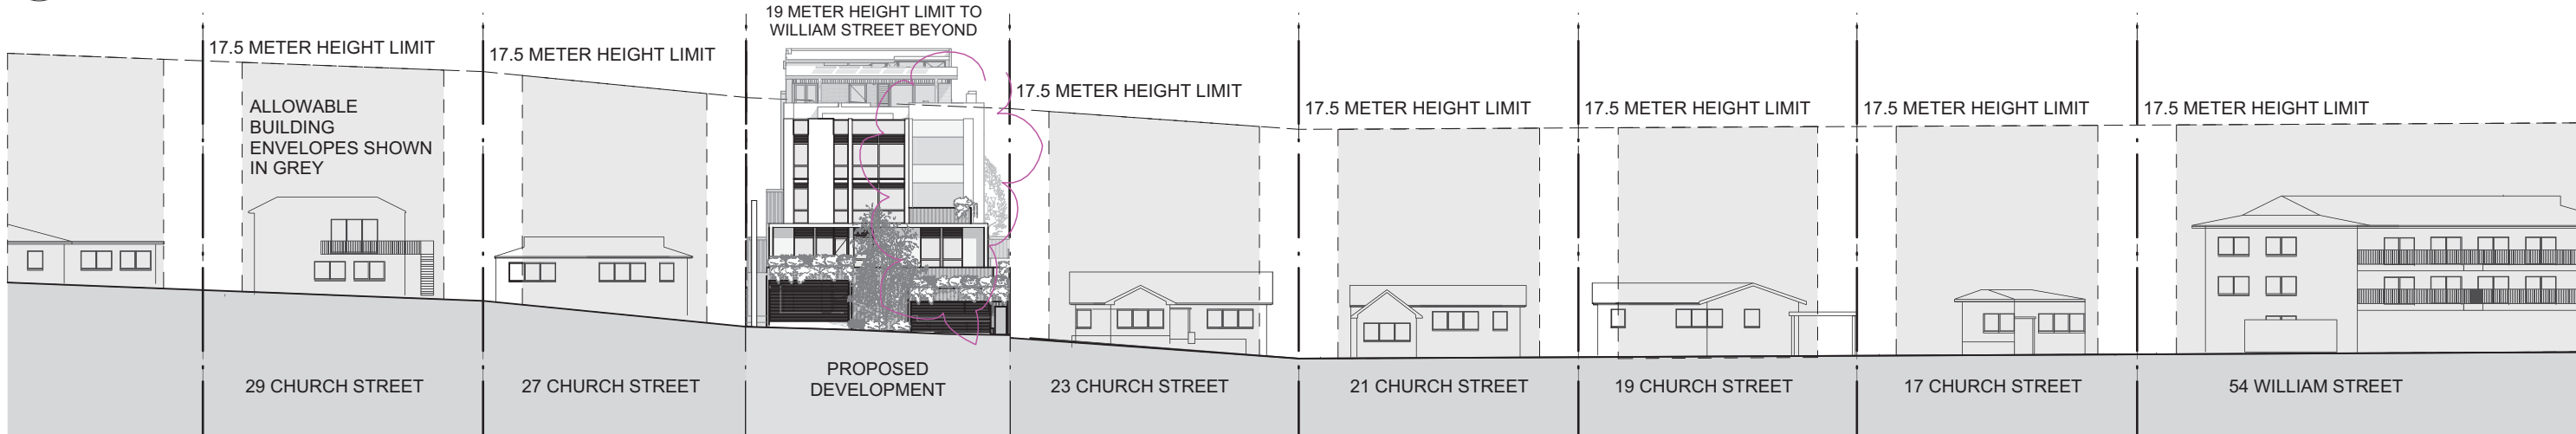 19 METER HEIGHT LIMIT TO
WILLIAM STREET BEYOND
17.5 METER HEIGHT LIMIT
17.5 METER HEIGHT LIMIT
17.5 METER HEIGHT LIMIT
17.5 METER HEIGHT LIMIT
17.5 METER HEIGHT LIMIT
17.5 METER HEIGHT LIMIT
17.5 METER HEIGHT LIMIT
ALLOWABLE
BUILDING
ENVELOPES SHOWN
IN GREY
29 CHURCH STREET
27 CHURCH STREET
PROPOSED
DEVELOPMENT
23 CHURCH STREET
21 CHURCH STREET
19 CHURCH STREET
17 CHURCH STREET
54 WILLIAM STREET